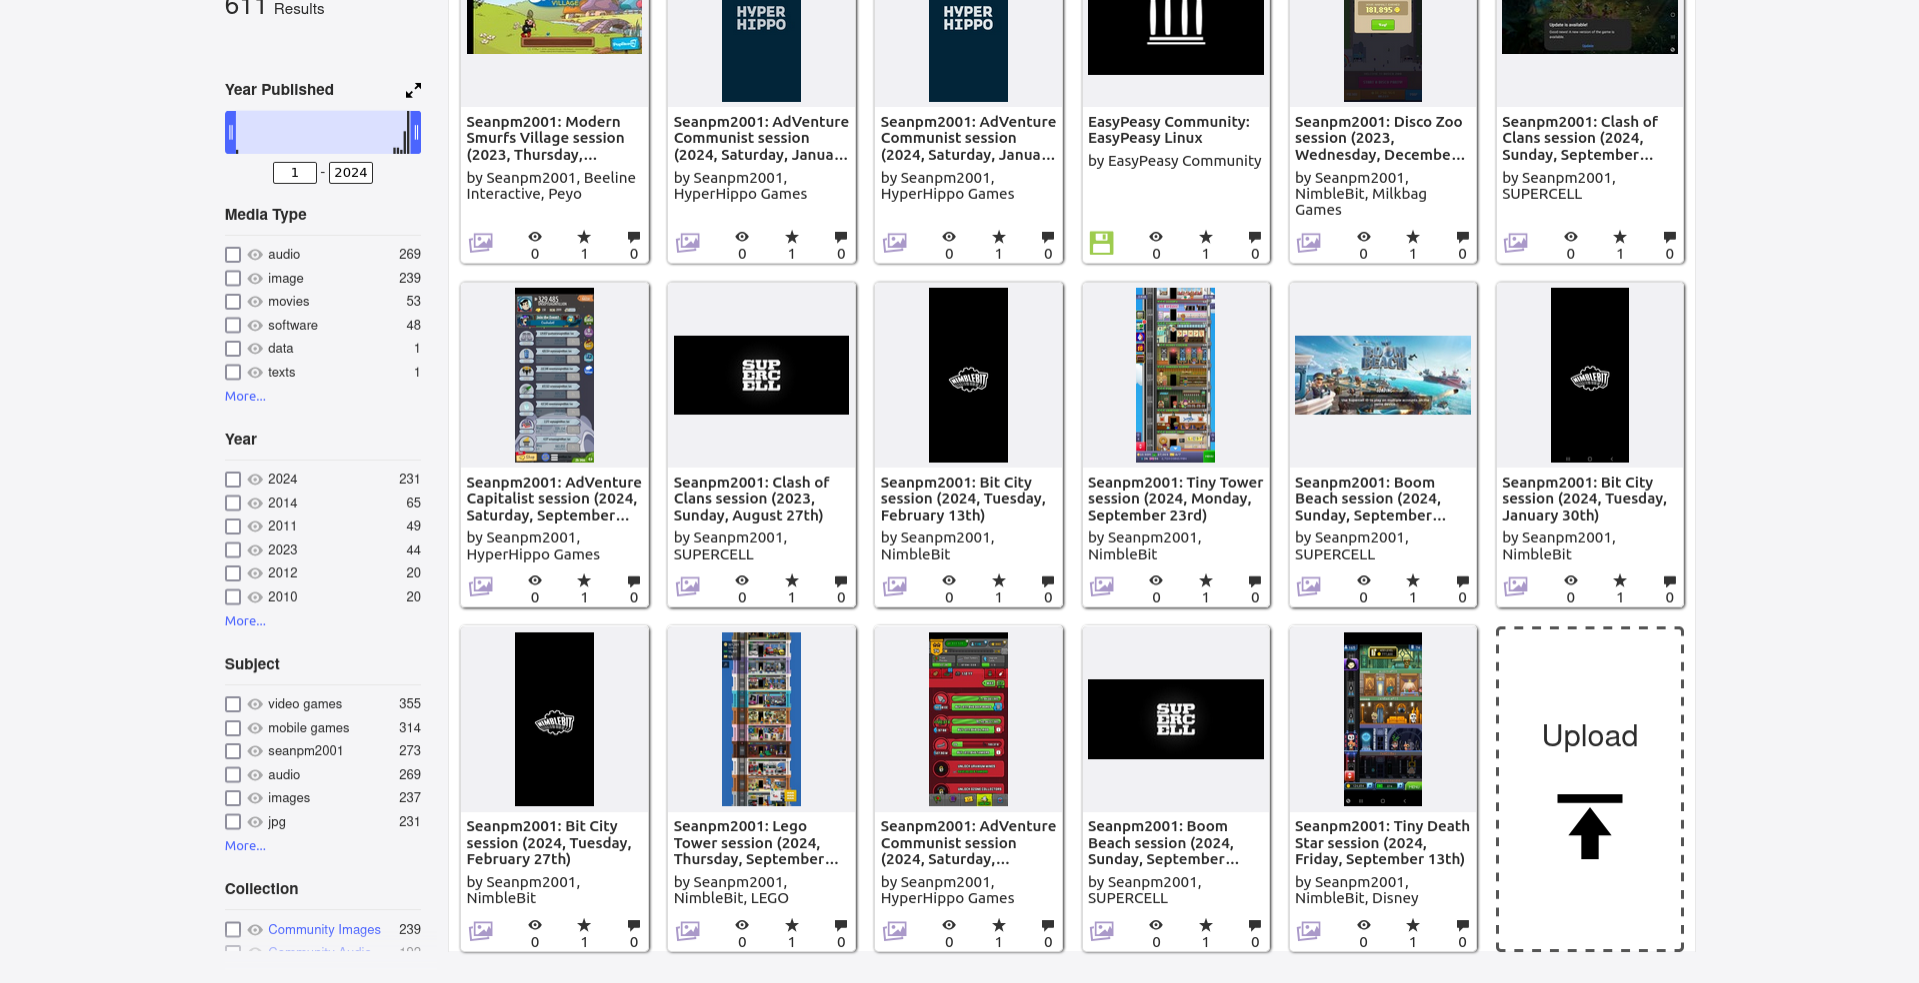 611 Results
Year Published
1 - 2024
Media Type
audio 269
image 239
movies 53
software 48
data 1
texts 1
More...
Year
2024 231
2014 65
2011 49
2023 44
2012 20
2010 20
More...
Subject
video games 355
mobile games 314
seanpm2001 273
audio 269
images 237
jpg 231
More...
Collection
Community Images 239
VILLAGE
Seanpm2001: Modern
Smurfs Village session
(2023, Thursday,...
by Seanpm2001, Beeline
Interactive, Peyo
0 1 0
HYPER
HIPPO
Seanpm2001: AdVenture
Communist session
(2024, Saturday, Janua...
by Seanpm2001,
HyperHippo Games
0 1 0
HYPER
HIPPO
Seanpm2001: AdVenture
Communist session
(2024, Saturday, Janua...
by Seanpm2001,
HyperHippo Games
0 1 0
EasyPeasy Community:
EasyPeasy Linux
by EasyPeasy Community
0 1 0
181,895
Seanpm2001: Disco Zoo
session (2023,
Wednesday, Decembe...
by Seanpm2001,
NimbleBit, Milkbag
Games
0 1 0
Update is available!
Seanpm2001: Clash of
Clans session (2024,
Sunday, September...
by Seanpm2001,
SUPERCELL
0 1 0
Seanpm2001: AdVenture
Capitalist session (2024,
Saturday, September...
by Seanpm2001,
HyperHippo Games
0 1 0
SUP
ERC
ELL
Seanpm2001: Clash of
Clans session (2023,
Sunday, August 27th)
by Seanpm2001,
SUPERCELL
0 1 0
NIMBLEBIT
Seanpm2001: Bit City
session (2024, Tuesday,
February 13th)
by Seanpm2001,
NimbleBit
0 1 0
Seanpm2001: Tiny Tower
session (2024, Monday,
September 23rd)
by Seanpm2001,
NimbleBit
0 1 0
BOOM
BEACH
Seanpm2001: Boom
Beach session (2024,
Sunday, September...
by Seanpm2001,
SUPERCELL
0 1 0
NIMBLEBIT
Seanpm2001: Bit City
session (2024, Tuesday,
January 30th)
by Seanpm2001,
NimbleBit
0 1 0
NIMBLEBIT
Seanpm2001: Bit City
session (2024, Tuesday,
February 27th)
by Seanpm2001,
NimbleBit
0 1 0
Seanpm2001: Lego
Tower session (2024,
Thursday, September...
by Seanpm2001,
NimbleBit, LEGO
0 1 0
Seanpm2001: AdVenture
Communist session
(2024, Saturday,...
by Seanpm2001,
HyperHippo Games
0 1 0
SUP
ERC
ELL
Seanpm2001: Boom
Beach session (2024,
Sunday, September...
by Seanpm2001,
SUPERCELL
0 1 0
Seanpm2001: Tiny Death
Star session (2024,
Friday, September 13th)
by Seanpm2001,
NimbleBit, Disney
0 1 0
Upload